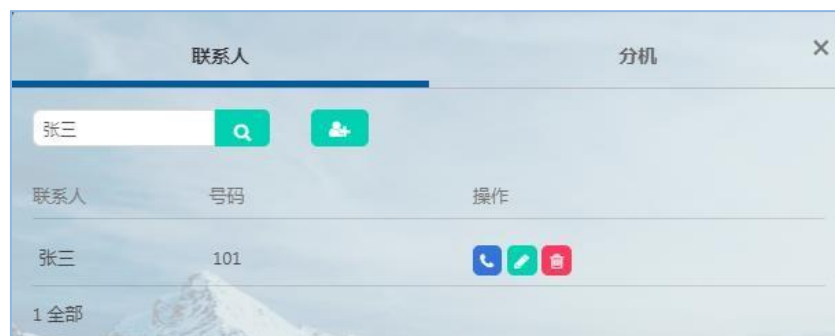 联系人 分机 ×
张三
联系人 号码 操作
张三 101
1 全部